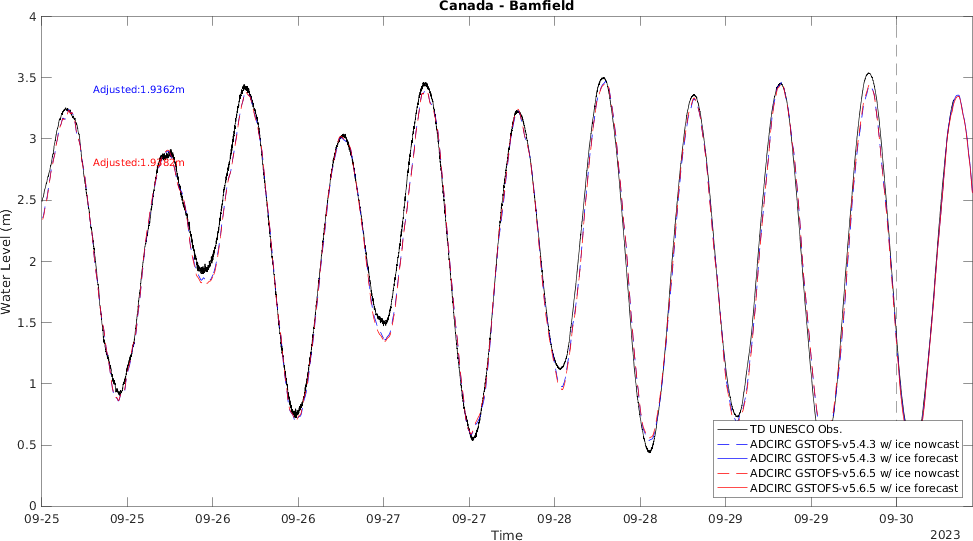 Canada - Bamfield
4
3.5
3
2.5
2
1.5
1
0.5
0
Water Level (m)
Adjusted:1.9362m
Adjusted:1.9382m
TD UNESCO Obs.
ADCIRC GSTOFS-v5.4.3 w/ ice nowcast
ADCIRC GSTOFS-v5.4.3 w/ ice forecast
ADCIRC GSTOFS-v5.6.5 w/ ice nowcast
ADCIRC GSTOFS-v5.6.5 w/ ice forecast
09-25 09-25 09-26 09-26 09-27 09-27 09-28 09-28 09-29 09-29 09-30
Time
2023